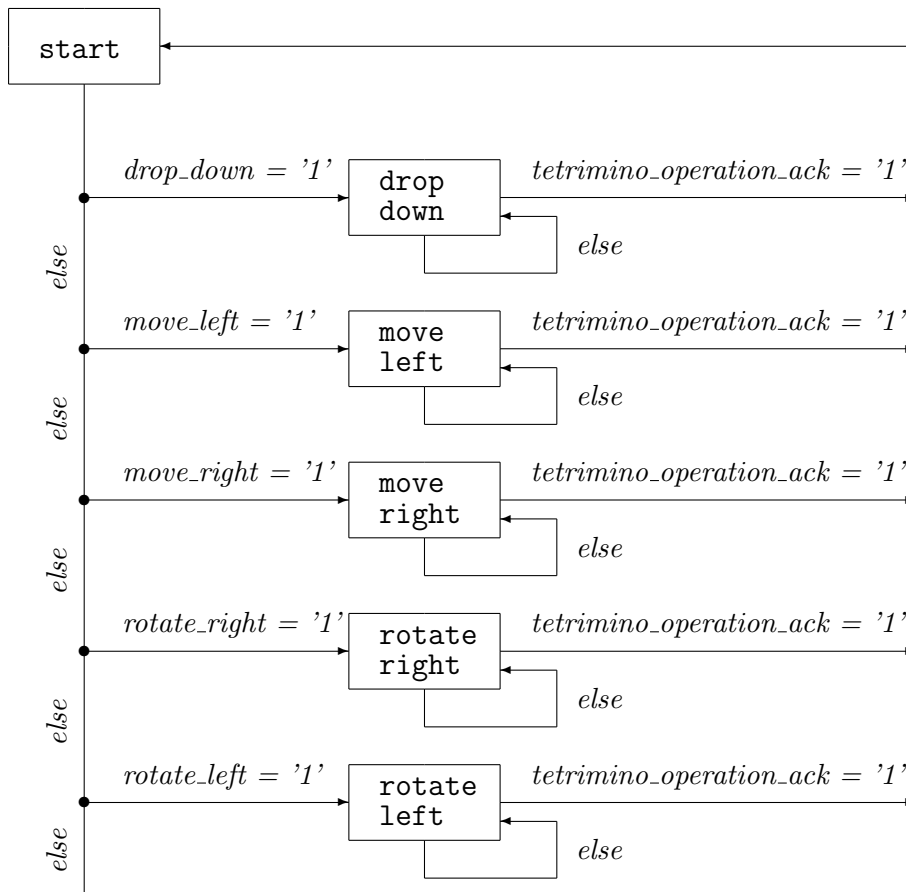 start
drop_down = '1'
drop
down
tetrimino_operation_ack = '1'
else
else
move_left = '1'
move
left
tetrimino_operation_ack = '1'
else
else
move_right = '1'
move
right
tetrimino_operation_ack = '1'
else
else
rotate_right = '1'
rotate
right
tetrimino_operation_ack = '1'
else
else
rotate_left = '1'
rotate
left
tetrimino_operation_ack = '1'
else
else